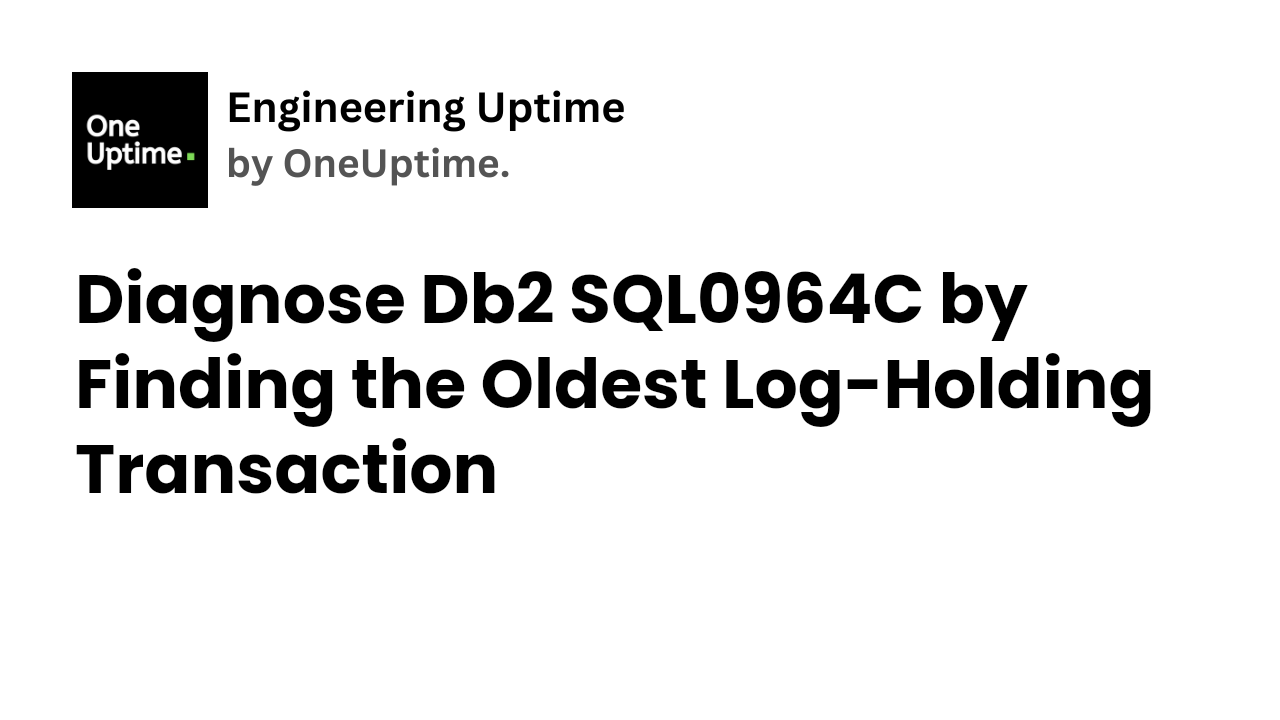 One
Uptime.
Engineering Uptime
by OneUptime.
Diagnose Db2 SQL0964C by
Finding the Oldest Log-Holding
Transaction